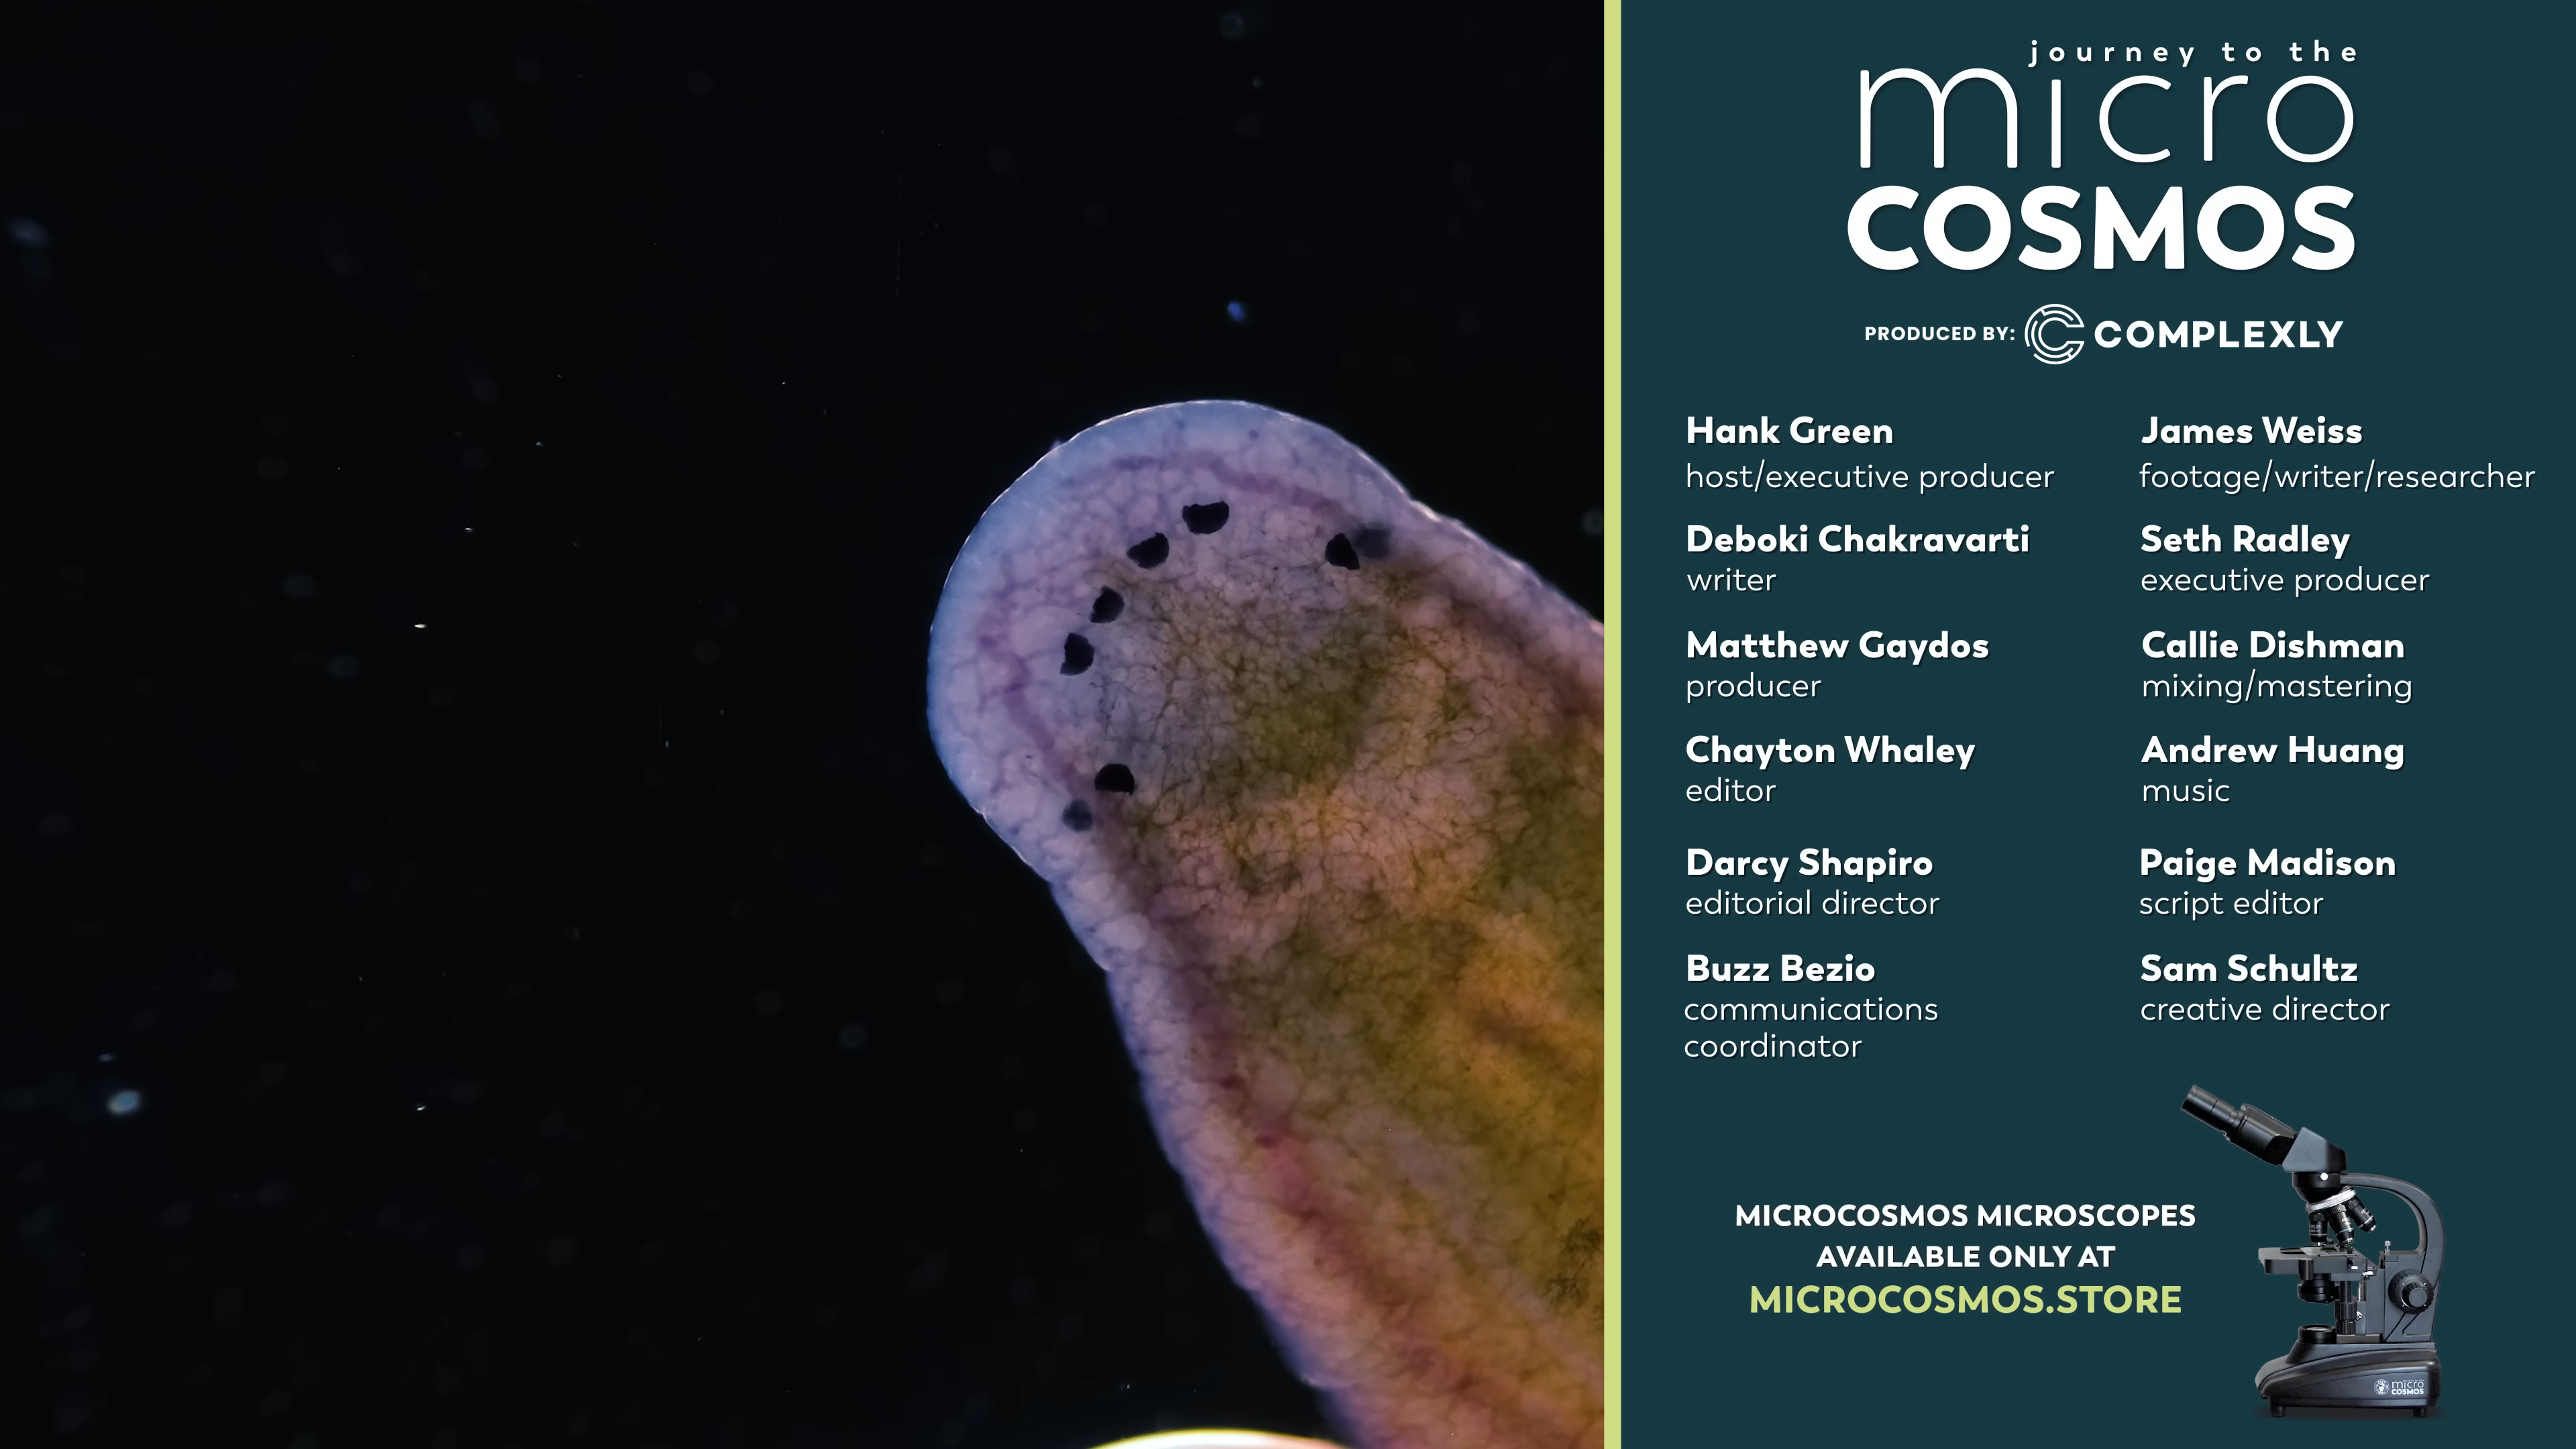 journey to the
micro
COSMOS
PRODUCED BY: COMPLEXLY
Hank Green
host/executive producer
James Weiss
footage/writer/researcher
Deboki Chakravarti
writer
Seth Radley
executive producer
Matthew Gaydos
producer
Callie Dishman
mixing/mastering
Chayton Whaley
editor
Andrew Huang
music
Darcy Shapiro
editorial director
Paige Madison
script editor
Buzz Bezio
communications
coordinator
Sam Schultz
creative director
MICROCOSMOS MICROSCOPES
AVAILABLE ONLY AT
MICROCOSMOS.STORE
micro
COSMOS